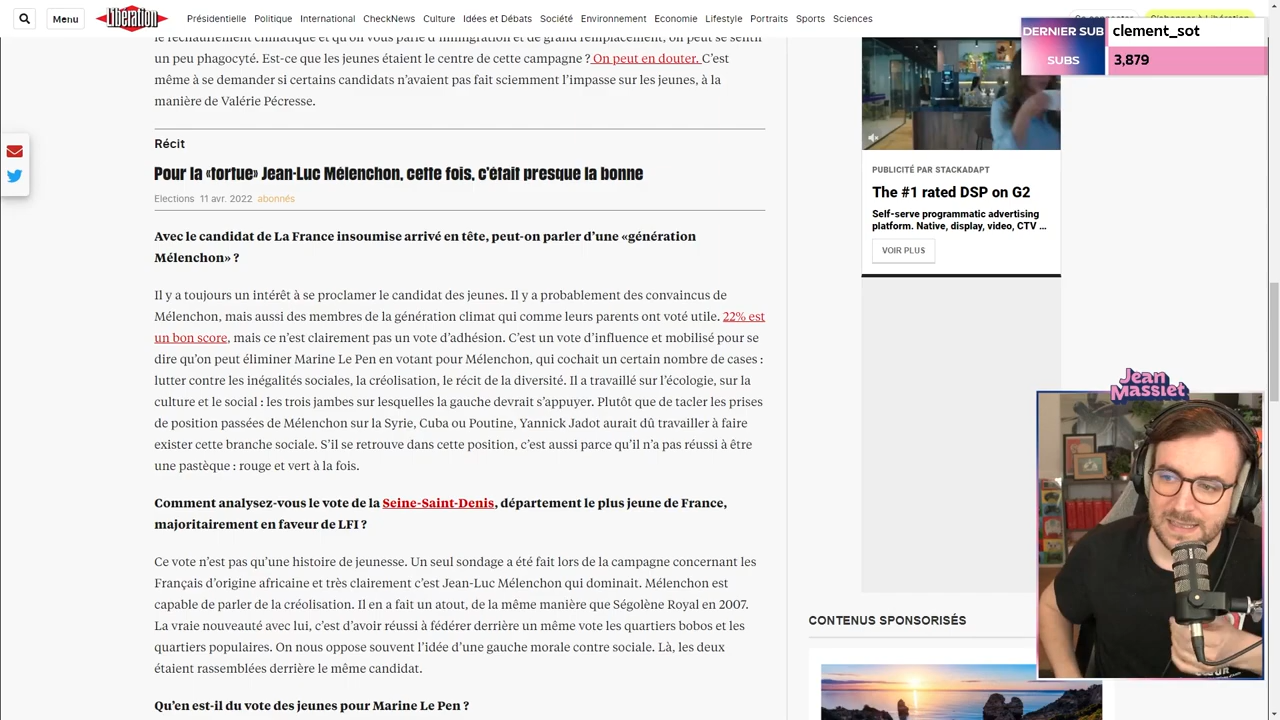 Libération
Menu
Présidentielle Politique International CheckNews Culture Idées et Débats Société Environnement Economie Lifestyle Portraits Sports Sciences
DERNIER SUB clement_sot
SUBS 3,879
le réchauffement climatique et de vocabulaire d'immigration et de grand remplacement, on peut se sentir
un peu phagocyté. Est-ce que les jeunes étaient le centre de cette campagne ? On peut en douter. C'est
même à se demander si certains candidats n'avaient pas fait sciemment l'impasse sur les jeunes, à la
manière de Valérie Pécresse.
Récit
Pour la «tortue» Jean-Luc Mélenchon, cette fois, c'était presque la bonne
Elections 11 avr. 2022 abonnés
Avec le candidat de La France insoumise arrivé en tête, peut-on parler d'une «génération
Mélenchon» ?
Il y a toujours un intérêt à se proclamer le candidat des jeunes. Il y a probablement des convaincus de
Mélenchon, mais aussi des membres de la génération climat qui comme leurs parents ont voté utile. 22% est
un bon score, mais ce n'est clairement pas un vote d'adhésion. C'est un vote d'influence et mobilisé pour se
dire qu'on peut éliminer Marine Le Pen en votant pour Mélenchon, qui cochait un certain nombre de cases :
lutter contre les inégalités sociales, la créolisation, le récit de la diversité. Il a travaillé sur l'écologie, sur la
culture et le social : les trois jambes sur lesquelles la gauche devrait s'appuyer. Plutôt que de tacler les prises
de position passées de Mélenchon sur la Syrie, Cuba ou Poutine, Yannick Jadot aurait dû travailler à faire
exister cette branche sociale. S'il se retrouve dans cette position, c'est aussi parce qu'il n'a pas réussi à être
une pastèque : rouge et vert à la fois.
Comment analysez-vous le vote de la Seine-Saint-Denis, département le plus jeune de France,
majoritairement en faveur de LFI ?
Ce vote n'est pas qu'une histoire de jeunesse. Un seul sondage a été fait lors de la campagne concernant les
Français d'origine africaine et très clairement c'est Jean-Luc Mélenchon qui dominait. Mélenchon est
capable de parler de la créolisation. Il en a fait un atout, de la même manière que Ségolène Royal en 2007.
La vraie nouveauté avec lui, c'est d'avoir réussi à fédérer derrière un même vote les quartiers bobos et les
quartiers populaires. On nous oppose souvent l'idée d'une gauche morale contre sociale. Là, les deux
étaient rassemblées derrière le même candidat.
Qu'en est-il du vote des jeunes pour Marine Le Pen ?
PUBLICITÉ PAR STACKADAPT
The #1 rated DSP on G2
Self-serve programmatic advertising
platform. Native, display, video, CTV ...
VOIR PLUS
CONTENUS SPONSORISÉS
Jean
Massiet